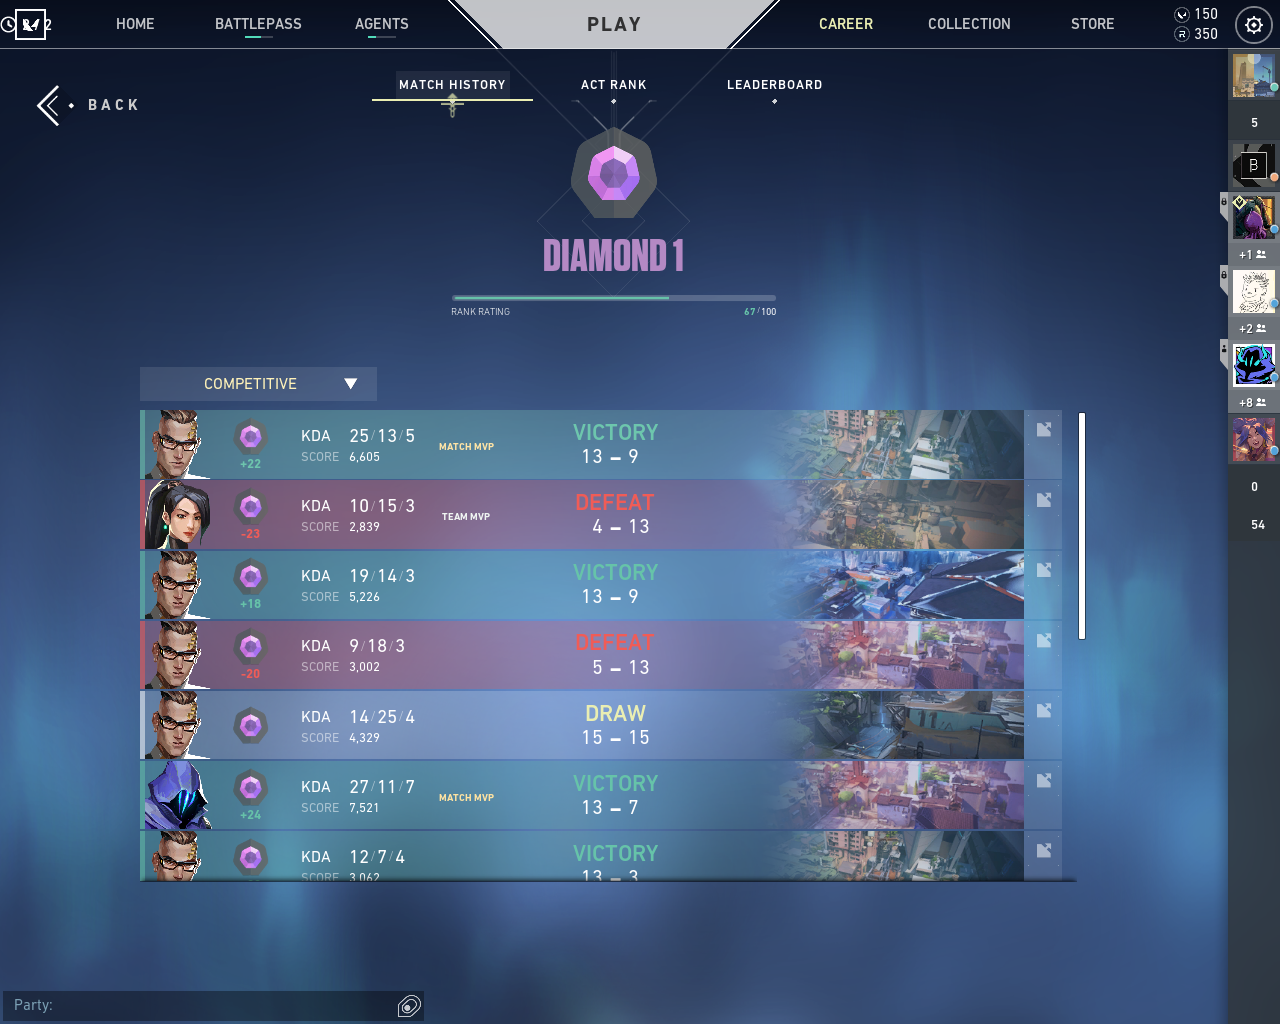 HOME BATTLEPASS AGENTS PLAY CAREER COLLECTION STORE 150
350
MATCH HISTORY ACT RANK LEADERBOARD
BACK
5
B
DIAMOND 1
+1
RANK RATING 67/100
+2
COMPETITIVE
+8
KDA 25/13/5 VICTORY
+22 SCORE 6,605 MATCH MVP 13 – 9
KDA 10/15/3 DEFEAT
-23 SCORE 2,839 TEAM MVP 4 – 13
0
54
KDA 19/14/3 VICTORY
+18 SCORE 5,226 13 – 9
KDA 9/18/3 DEFEAT
-20 SCORE 3,002 5 – 13
KDA 14/25/4 DRAW
SCORE 4,329 15 – 15
KDA 27/11/7 VICTORY
+24 SCORE 7,521 MATCH MVP 13 – 7
KDA 12/7/4 VICTORY
SCORE 3,062 13 – 3
Party: